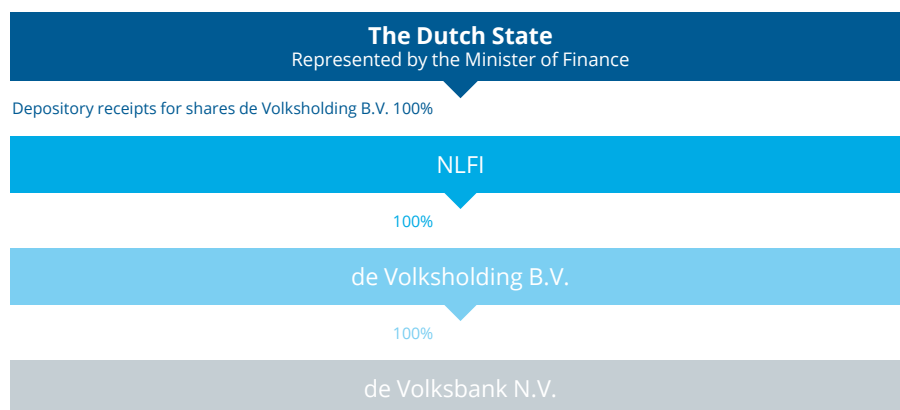 The Dutch State
Represented by the Minister of Finance
Depository receipts for shares de Volksholding B.V. 100%
NLFI
100%
de Volksholding B.V.
100%
de Volksbank N.V.